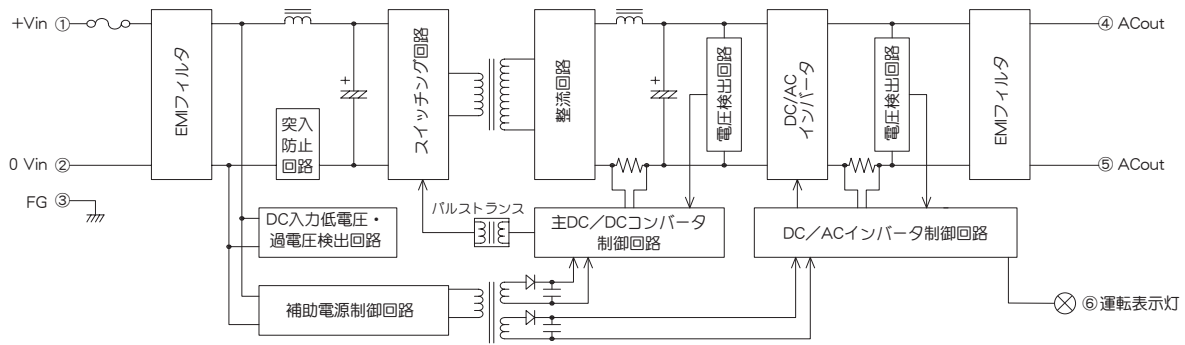 +Vin ①
0 Vin ②
FG ③
EMIフィルタ
突入
防止
回路
+
スイッチング回路
整流回路
+
電圧検出回路
DC/AC
インバータ
電圧検出回路
EMIフィルタ
④ ACout
⑤ ACout
DC入力低電圧・
過電圧検出回路
パルストランス
主DC／DCコンバータ
制御回路
DC／ACインバータ制御回路
補助電源制御回路
⑥運転表示灯